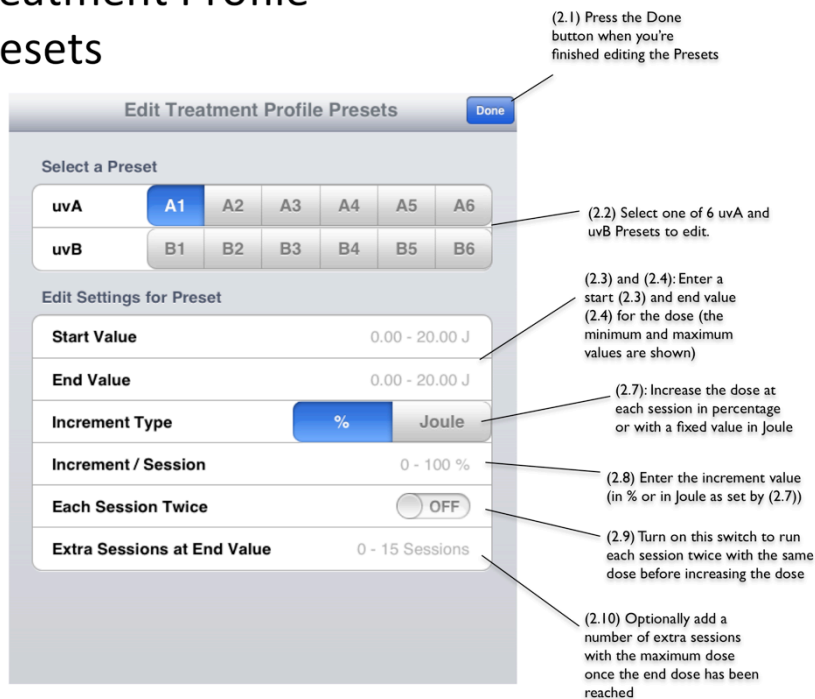 eatment Profile
esets
(2.1) Press the Done
button when you're
finished editing the Presets
Edit Treatment Profile Presets
Done
Select a Preset
uvA A1 A2 A3 A4 A5 A6
uvB B1 B2 B3 B4 B5 B6
(2.2) Select one of 6 uvA and
uvB Presets to edit.
Edit Settings for Preset
Start Value 0.00 - 20.00 J
End Value 0.00 - 20.00 J
Increment Type % Joule
Increment / Session 0 - 100 %
Each Session Twice OFF
Extra Sessions at End Value 0 - 15 Sessions
(2.3) and (2.4): Enter a
start (2.3) and end value
(2.4) for the dose (the
minimum and maximum
values are shown)
(2.7): Increase the dose at
each session in percentage
or with a fixed value in Joule
(2.8) Enter the increment value
(in % or in Joule as set by (2.7))
(2.9) Turn on this switch to run
each session twice with the same
dose before increasing the dose
(2.10) Optionally add a
number of extra sessions
with the maximum dose
once the end dose has been
reached